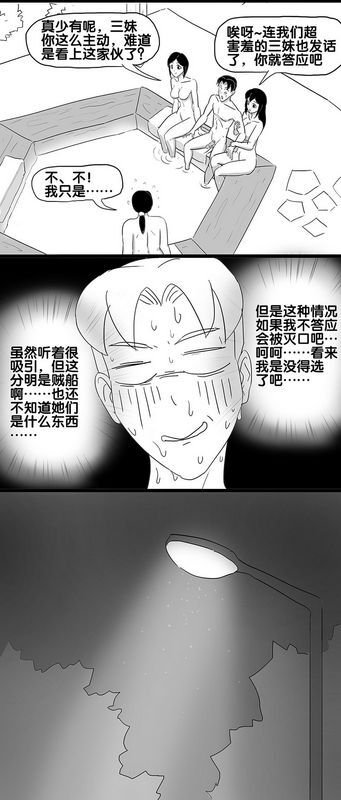 真少有呢，三妹
你这么主动，难道
是看上这家伙了？
唉呀~连我们超
害羞的三妹也发话
了，你就答应吧
不、不！
我只是……
但是这种情况
如果我不答应
会被灭口吧…
呵呵……看来
我是没得选
了吧……
虽然听着很
吸引，但这
分明是贼船
啊……也还
不知道她们
是什么东西
……